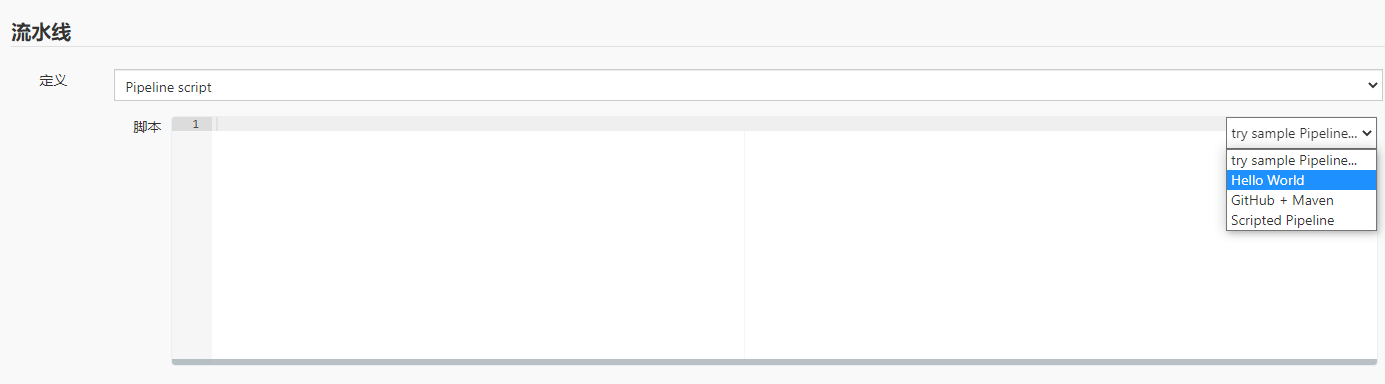 流水线
定义
Pipeline script
脚本
1
try sample Pipeline...
try sample Pipeline...
Hello World
GitHub + Maven
Scripted Pipeline